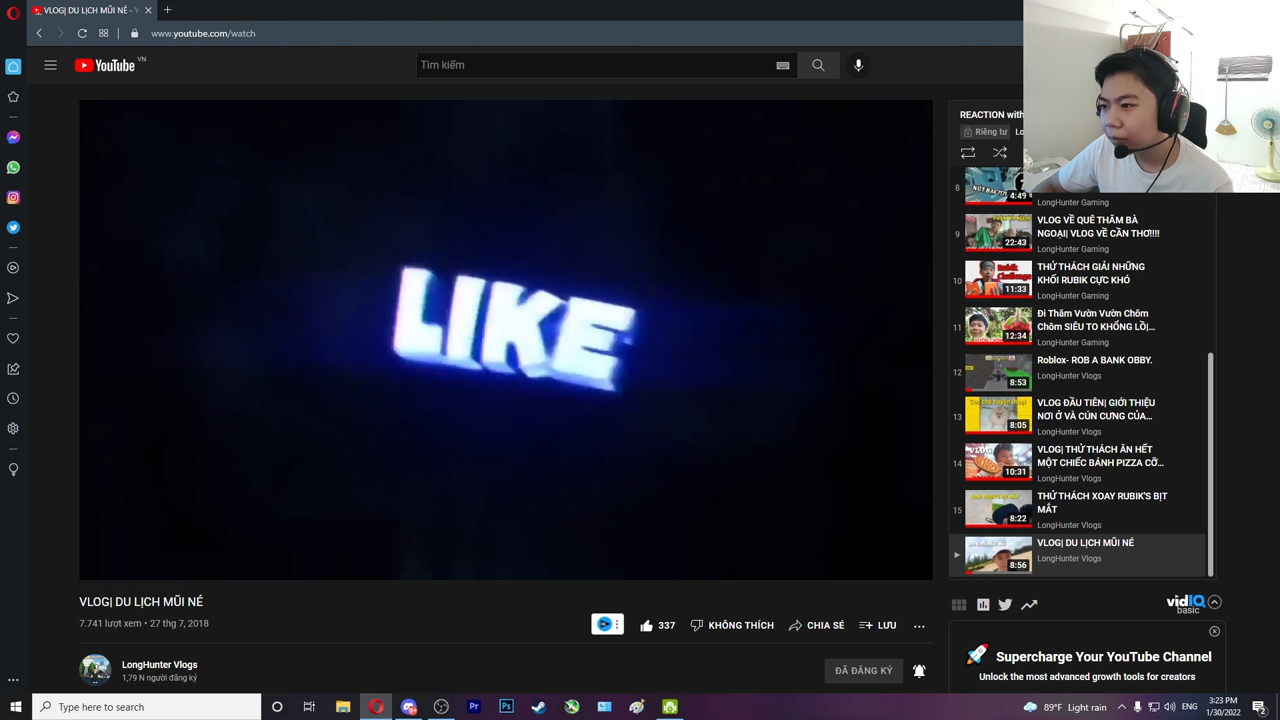 VLOG| DU LỊCH MŨI NÉ - Y
www.youtube.com/watch
YouTube VN
Tìm kiếm
LIKE
REACTION with
Riêng tư
Lo
8
4:49
LongHunter Gaming
9
22:43
VLOG VỀ QUÊ THĂM BÀ
NGOẠI| VLOG VỀ CẦN THƠ!!!!
LongHunter Gaming
10
Rubik
11:33
THỬ THÁCH GIẢI NHỮNG
KHỐI RUBIK CỰC KHÓ
LongHunter Gaming
11
12:34
Đi Thăm Vườn Vườn Chôm
Chôm SIÊU TO KHỔNG LỒ|...
LongHunter Gaming
12
8:53
Roblox- ROB A BANK OBBY.
LongHunter Vlogs
13
8:05
VLOG ĐẦU TIÊN| GIỚI THIỆU
NƠI Ở VÀ CÚN CƯNG CỦA...
LongHunter Vlogs
14
VLOG
10:31
VLOG| THỬ THÁCH ĂN HẾT
MỘT CHIẾC BÁNH PIZZA CỠ...
LongHunter Vlogs
15
8:22
THỬ THÁCH XOAY RUBIK'S BỊT
MẮT
LongHunter Vlogs
8:56
VLOG| DU LỊCH MŨI NÉ
LongHunter Vlogs
VLOG| DU LỊCH MŨI NÉ
7.741 lượt xem • 27 thg 7, 2018
337
KHÔNG THÍCH
CHIA SẺ
LƯU
vidIQ
basic
LongHunter Vlogs
1,79 N người đăng ký
ĐÃ ĐĂNG KÝ
Supercharge Your YouTube Channel
Unlock the most advanced growth tools for creators
Type here to search
Pr
Ps
89°F Light rain
ENG
3:23 PM
1/30/2022
2